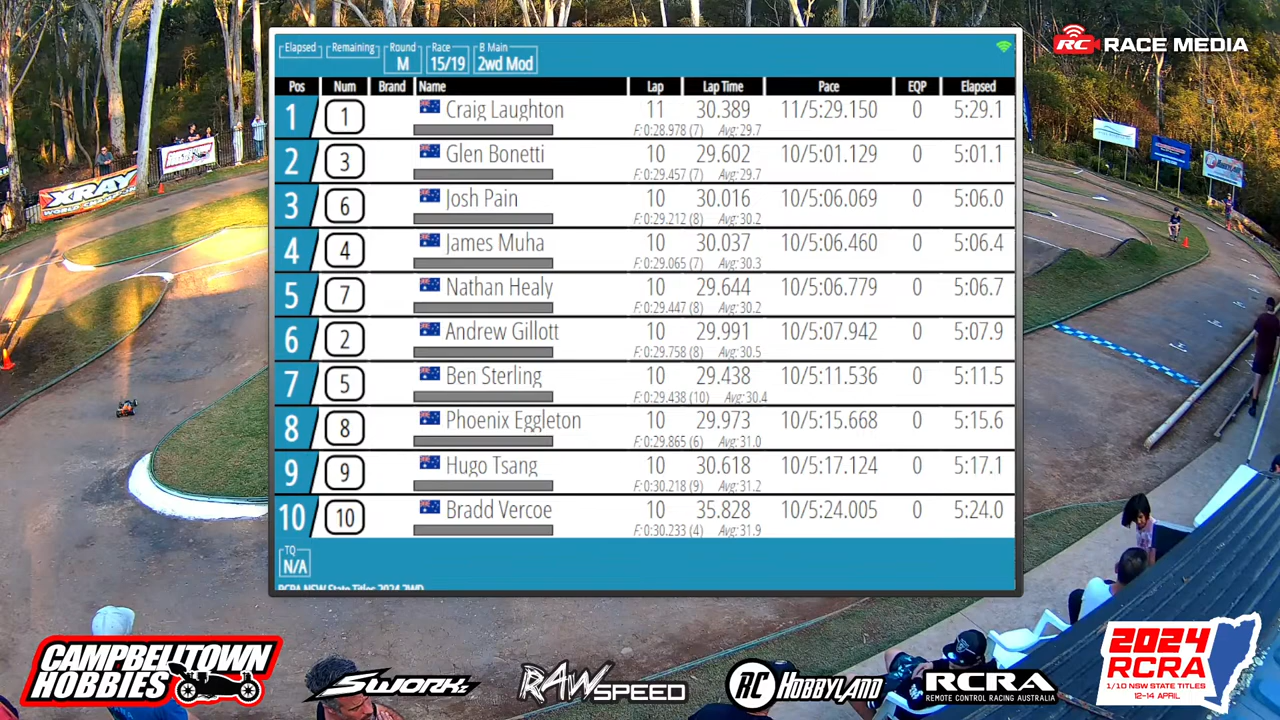 RC RACE MEDIA
Elapsed Remaining Round M Race 15/19 B Main 2wd Mod
Pos Num Brand Name Lap Lap Time Pace EQP Elapsed
1 1 Craig Laughton 11 30.389 11/5:29.150 0 5:29.1
F: 0:28.978 (7) Avg: 29.7
2 3 Glen Bonetti 10 29.602 10/5:01.129 0 5:01.1
F: 0:29.457 (7) Avg: 29.7
3 6 Josh Pain 10 30.016 10/5:06.069 0 5:06.0
F: 0:29.212 (8) Avg: 30.2
4 4 James Muha 10 30.037 10/5:06.460 0 5:06.4
F: 0:29.065 (7) Avg: 30.3
5 7 Nathan Healy 10 29.644 10/5:06.779 0 5:06.7
F: 0:29.447 (8) Avg: 30.2
6 2 Andrew Gillott 10 29.991 10/5:07.942 0 5:07.9
F: 0:29.758 (8) Avg: 30.5
7 5 Ben Sterling 10 29.438 10/5:11.536 0 5:11.5
F: 0:29.438 (10) Avg: 30.4
8 8 Phoenix Eggleton 10 29.973 10/5:15.668 0 5:15.6
F: 0:29.865 (6) Avg: 31.0
9 9 Hugo Tsang 10 30.618 10/5:17.124 0 5:17.1
F: 0:30.218 (9) Avg: 31.2
10 10 Bradd Vercoe 10 35.828 10/5:24.005 0 5:24.0
F: 0:30.233 (4) Avg: 31.9
TQ
N/A
RCRA NSW State Titles 2024 2WD
XRAY
CAMPBELLTOWN
HOBBIES
SWORK
RAW SPEED
RC HOBBYLAND
RCRA
REMOTE CONTROL RACING AUSTRALIA
2024
RCRA
1/10 NSW STATE TITLES
12-14 APRIL